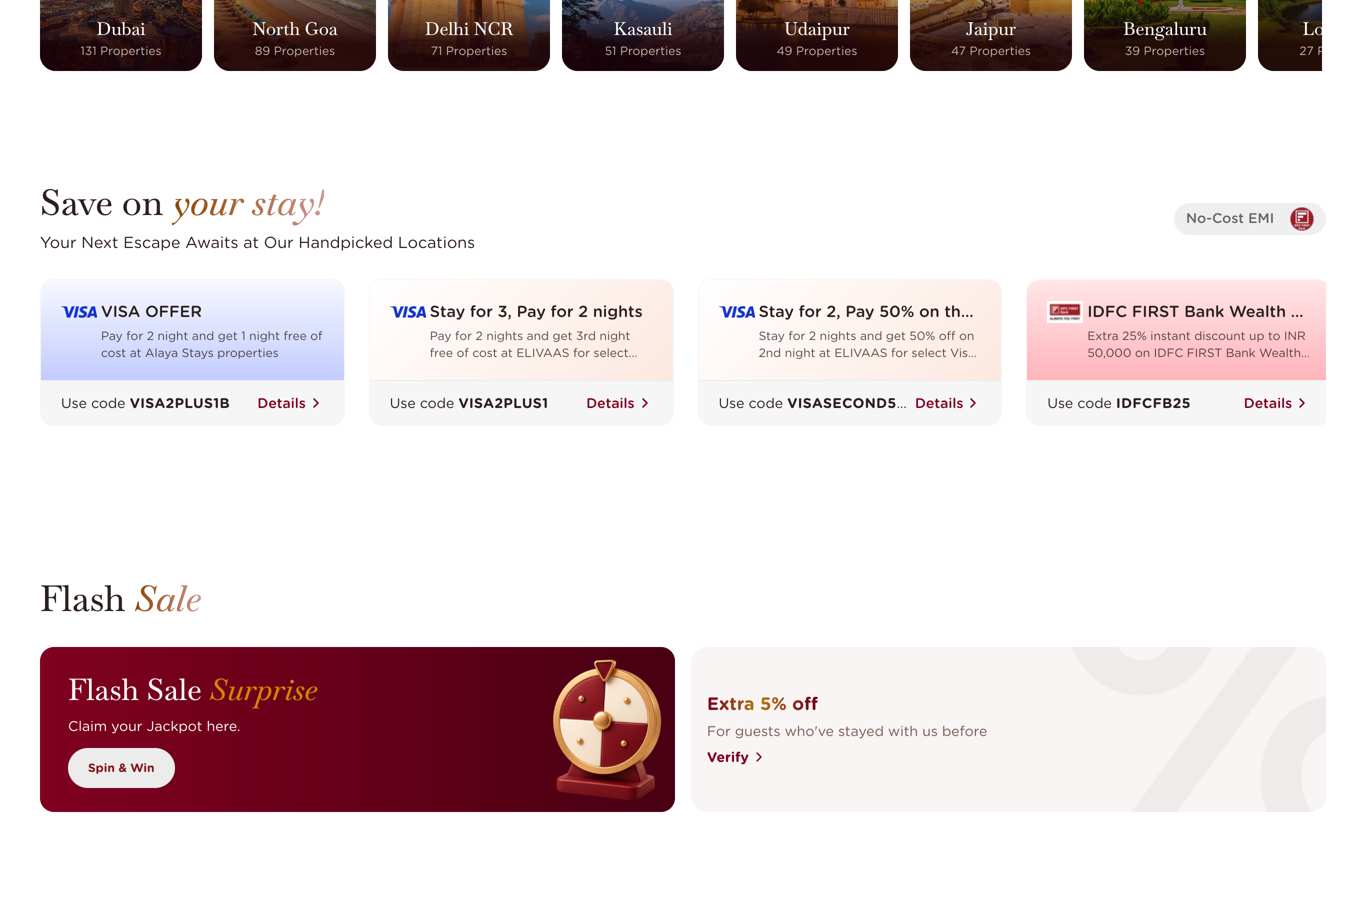 Dubai
131 Properties
North Goa
89 Properties
Delhi NCR
71 Properties
Kasauli
51 Properties
Udaipur
49 Properties
Jaipur
47 Properties
Bengaluru
39 Properties
Lo
27 P
Save on your stay!
Your Next Escape Awaits at Our Handpicked Locations
No-Cost EMI
VISA VISA OFFER
Pay for 2 night and get 1 night free of
cost at Alaya Stays properties
Use code VISA2PLUS1B Details
VISA Stay for 3, Pay for 2 nights
Pay for 2 nights and get 3rd night
free of cost at ELIVAAS for select...
Use code VISA2PLUS1 Details
VISA Stay for 2, Pay 50% on th...
Stay for 2 nights and get 50% off on
2nd night at ELIVAAS for select Vis...
Use code VISASECOND5... Details
IDFC FIRST Bank Wealth ...
Extra 25% instant discount up to INR
50,000 on IDFC FIRST Bank Wealth...
Use code IDFCFB25 Details
Flash Sale
Flash Sale Surprise
Claim your Jackpot here.
Spin & Win
Extra 5% off
For guests who've stayed with us before
Verify